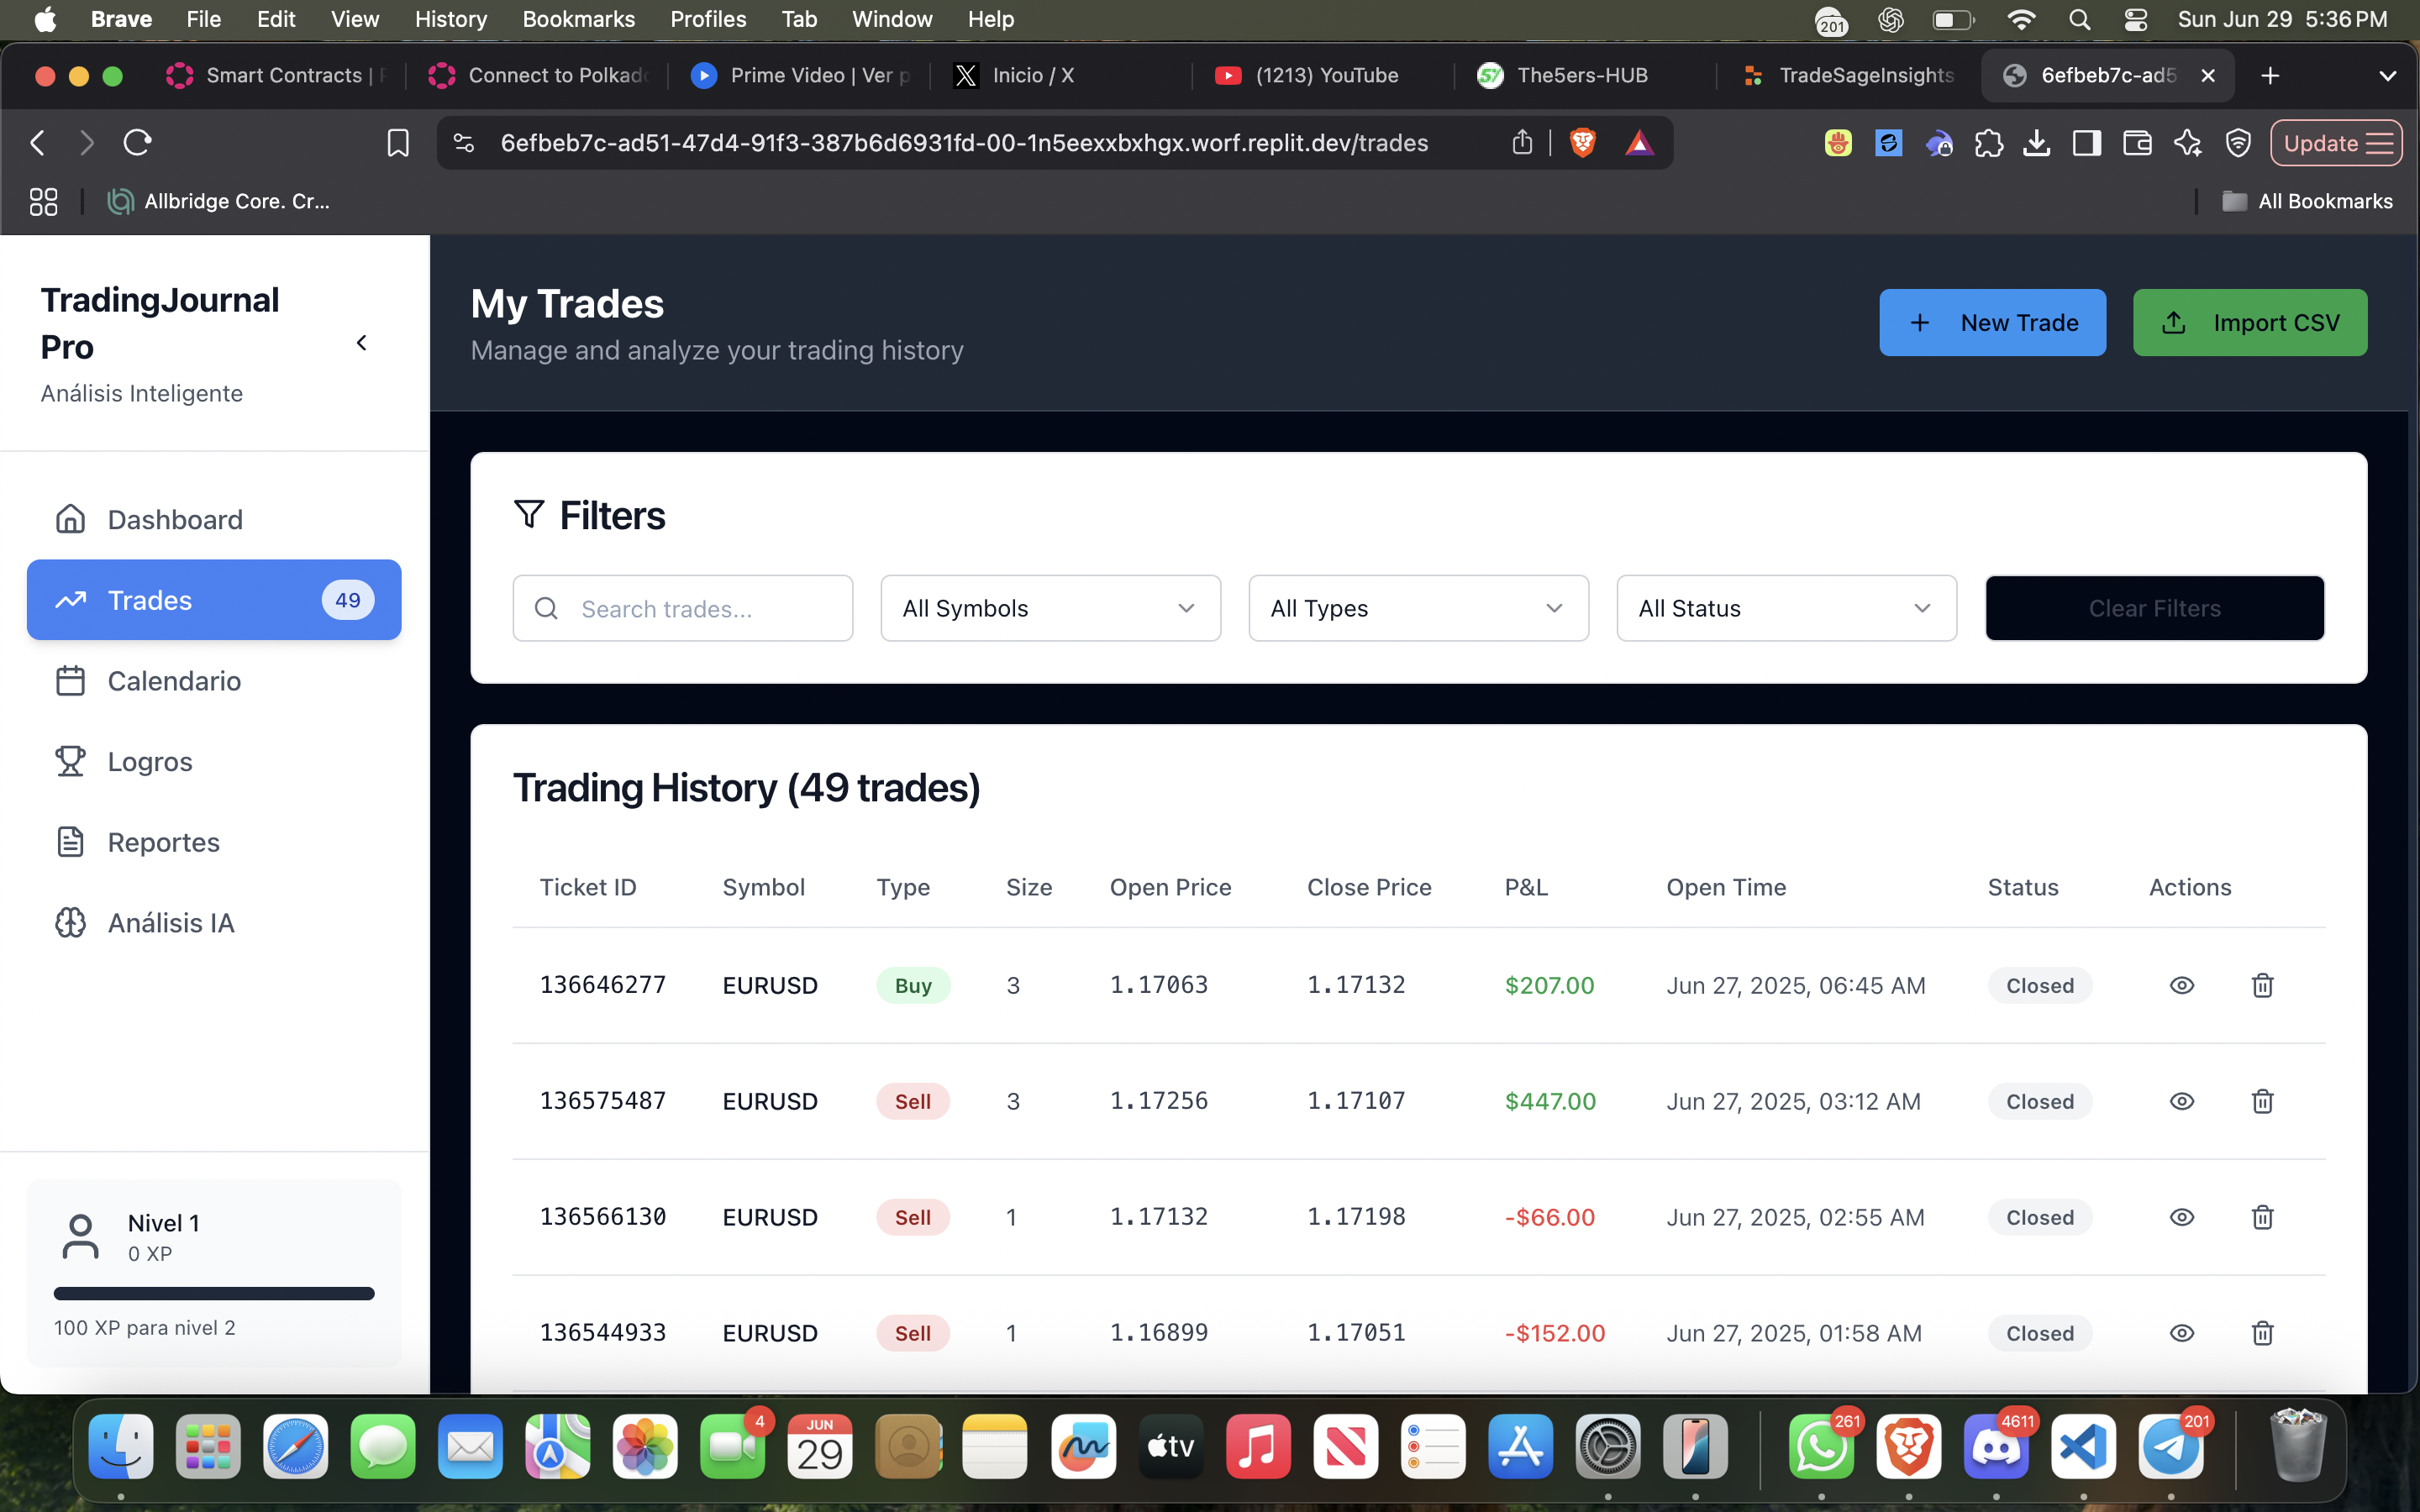 Brave File Edit View History Bookmarks Profiles Tab Window Help
201
Sun Jun 29 5:36 PM
Smart Contracts |
Connect to Polkad
Prime Video | Ver p
Inicio / X
(1213) YouTube
The5ers-HUB
TradeSageInsights
6efbeb7c-ad5
6efbeb7c-ad51-47d4-91f3-387b6d6931fd-00-1n5eexxbxhgx.worf.replit.dev/trades
Update
Allbridge Core. Cr...
All Bookmarks
TradingJournal
Pro
Análisis Inteligente
Dashboard
Trades 49
Calendario
Logros
Reportes
Análisis IA
Nivel 1
0 XP
100 XP para nivel 2
My Trades
Manage and analyze your trading history
+ New Trade
Import CSV
Filters
Search trades...
All Symbols
All Types
All Status
Clear Filters
Trading History (49 trades)
Ticket ID Symbol Type Size Open Price Close Price P&L Open Time Status Actions
136646277 EURUSD Buy 3 1.17063 1.17132 $207.00 Jun 27, 2025, 06:45 AM Closed
136575487 EURUSD Sell 3 1.17256 1.17107 $447.00 Jun 27, 2025, 03:12 AM Closed
136566130 EURUSD Sell 1 1.17132 1.17198 -$66.00 Jun 27, 2025, 02:55 AM Closed
136544933 EURUSD Sell 1 1.16899 1.17051 -$152.00 Jun 27, 2025, 01:58 AM Closed
4
JUN
29
tv
261
4611
201